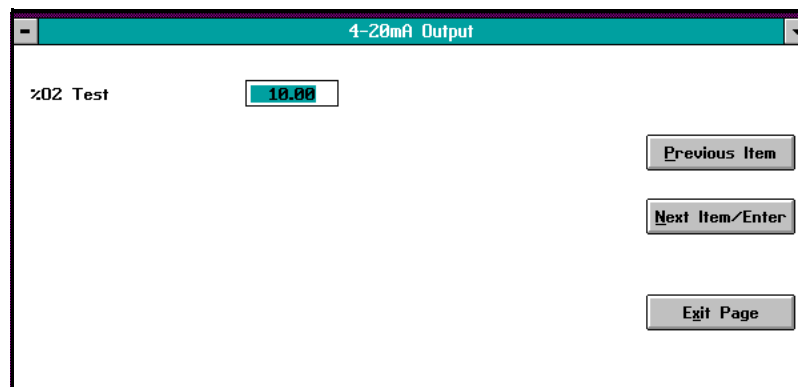 4-20mA Output
%O2 Test 10.00
Previous Item
Next Item/Enter
Exit Page